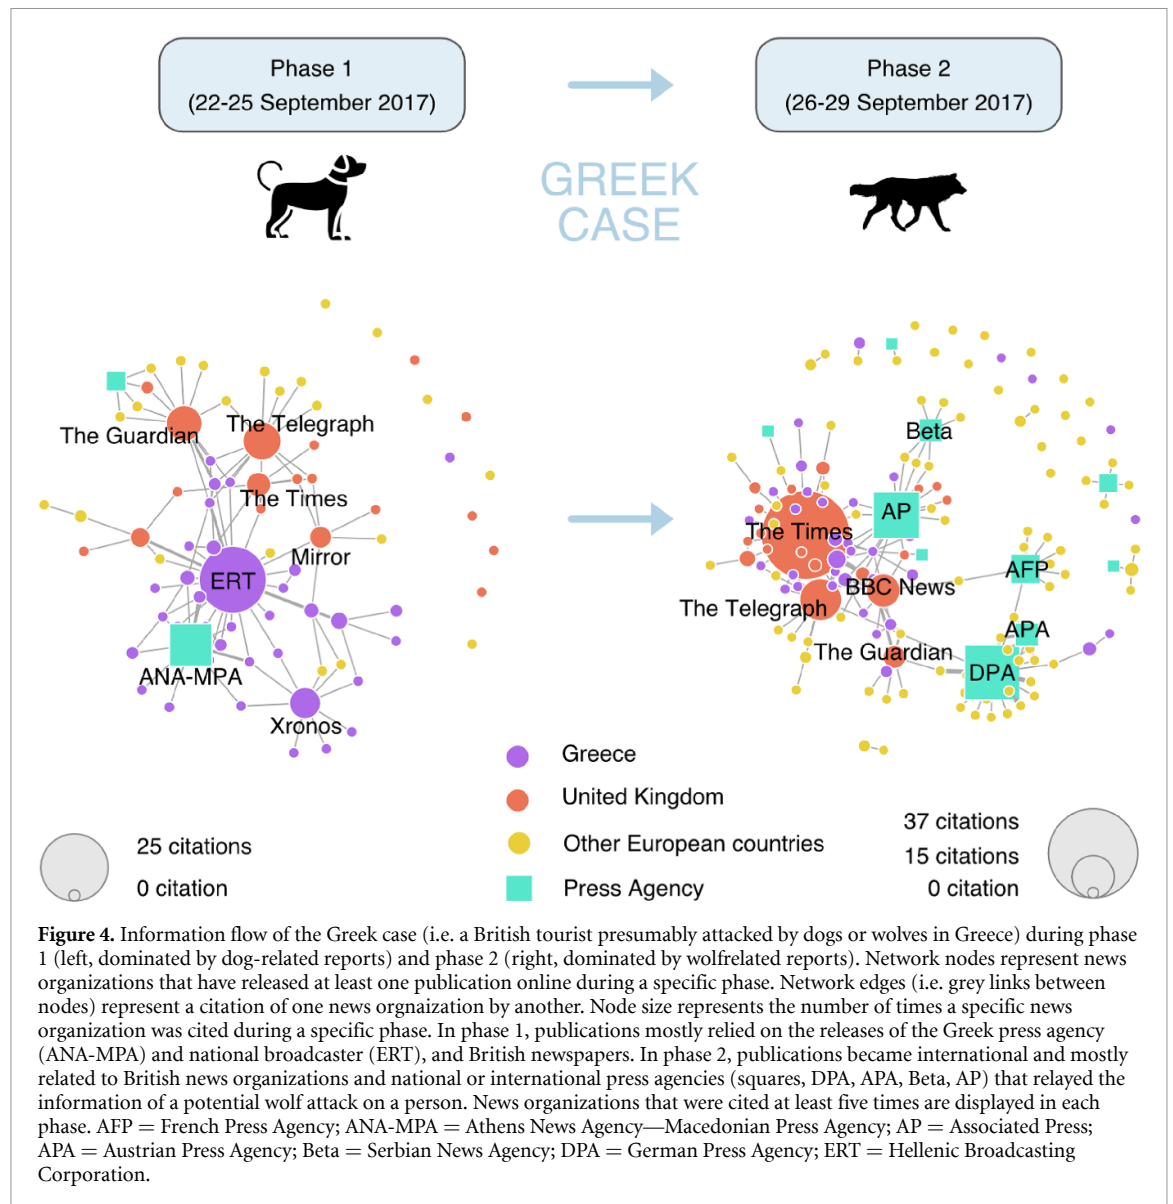 Phase 1
(22-25 September 2017)
Phase 2
(26-29 September 2017)
GREEK
CASE
The Guardian
The Telegraph
The Times
Mirror
ERT
ANA-MPA
Xronos
Beta
AP
The Times
AFP
BBC News
The Telegraph
APA
The Guardian
DPA
Greece
United Kingdom
Other European countries
Press Agency
25 citations
0 citation
37 citations
15 citations
0 citation
Figure 4. Information flow of the Greek case (i.e. a British tourist presumably attacked by dogs or wolves in Greece) during phase
1 (left, dominated by dog-related reports) and phase 2 (right, dominated by wolfrelated reports). Network nodes represent news
organizations that have released at least one publication online during a specific phase. Network edges (i.e. grey links between
nodes) represent a citation of one news orgnaization by another. Node size represents the number of times a specific news
organization was cited during a specific phase. In phase 1, publications mostly relied on the releases of the Greek press agency
(ANA-MPA) and national broadcaster (ERT), and British newspapers. In phase 2, publications became international and mostly
related to British news organizations and national or international press agencies (squares, DPA, APA, Beta, AP) that relayed the
information of a potential wolf attack on a person. News organizations that were cited at least five times are displayed in each
phase. AFP = French Press Agency; ANA-MPA = Athens News Agency—Macedonian Press Agency; AP = Associated Press;
APA = Austrian Press Agency; Beta = Serbian News Agency; DPA = German Press Agency; ERT = Hellenic Broadcasting
Corporation.